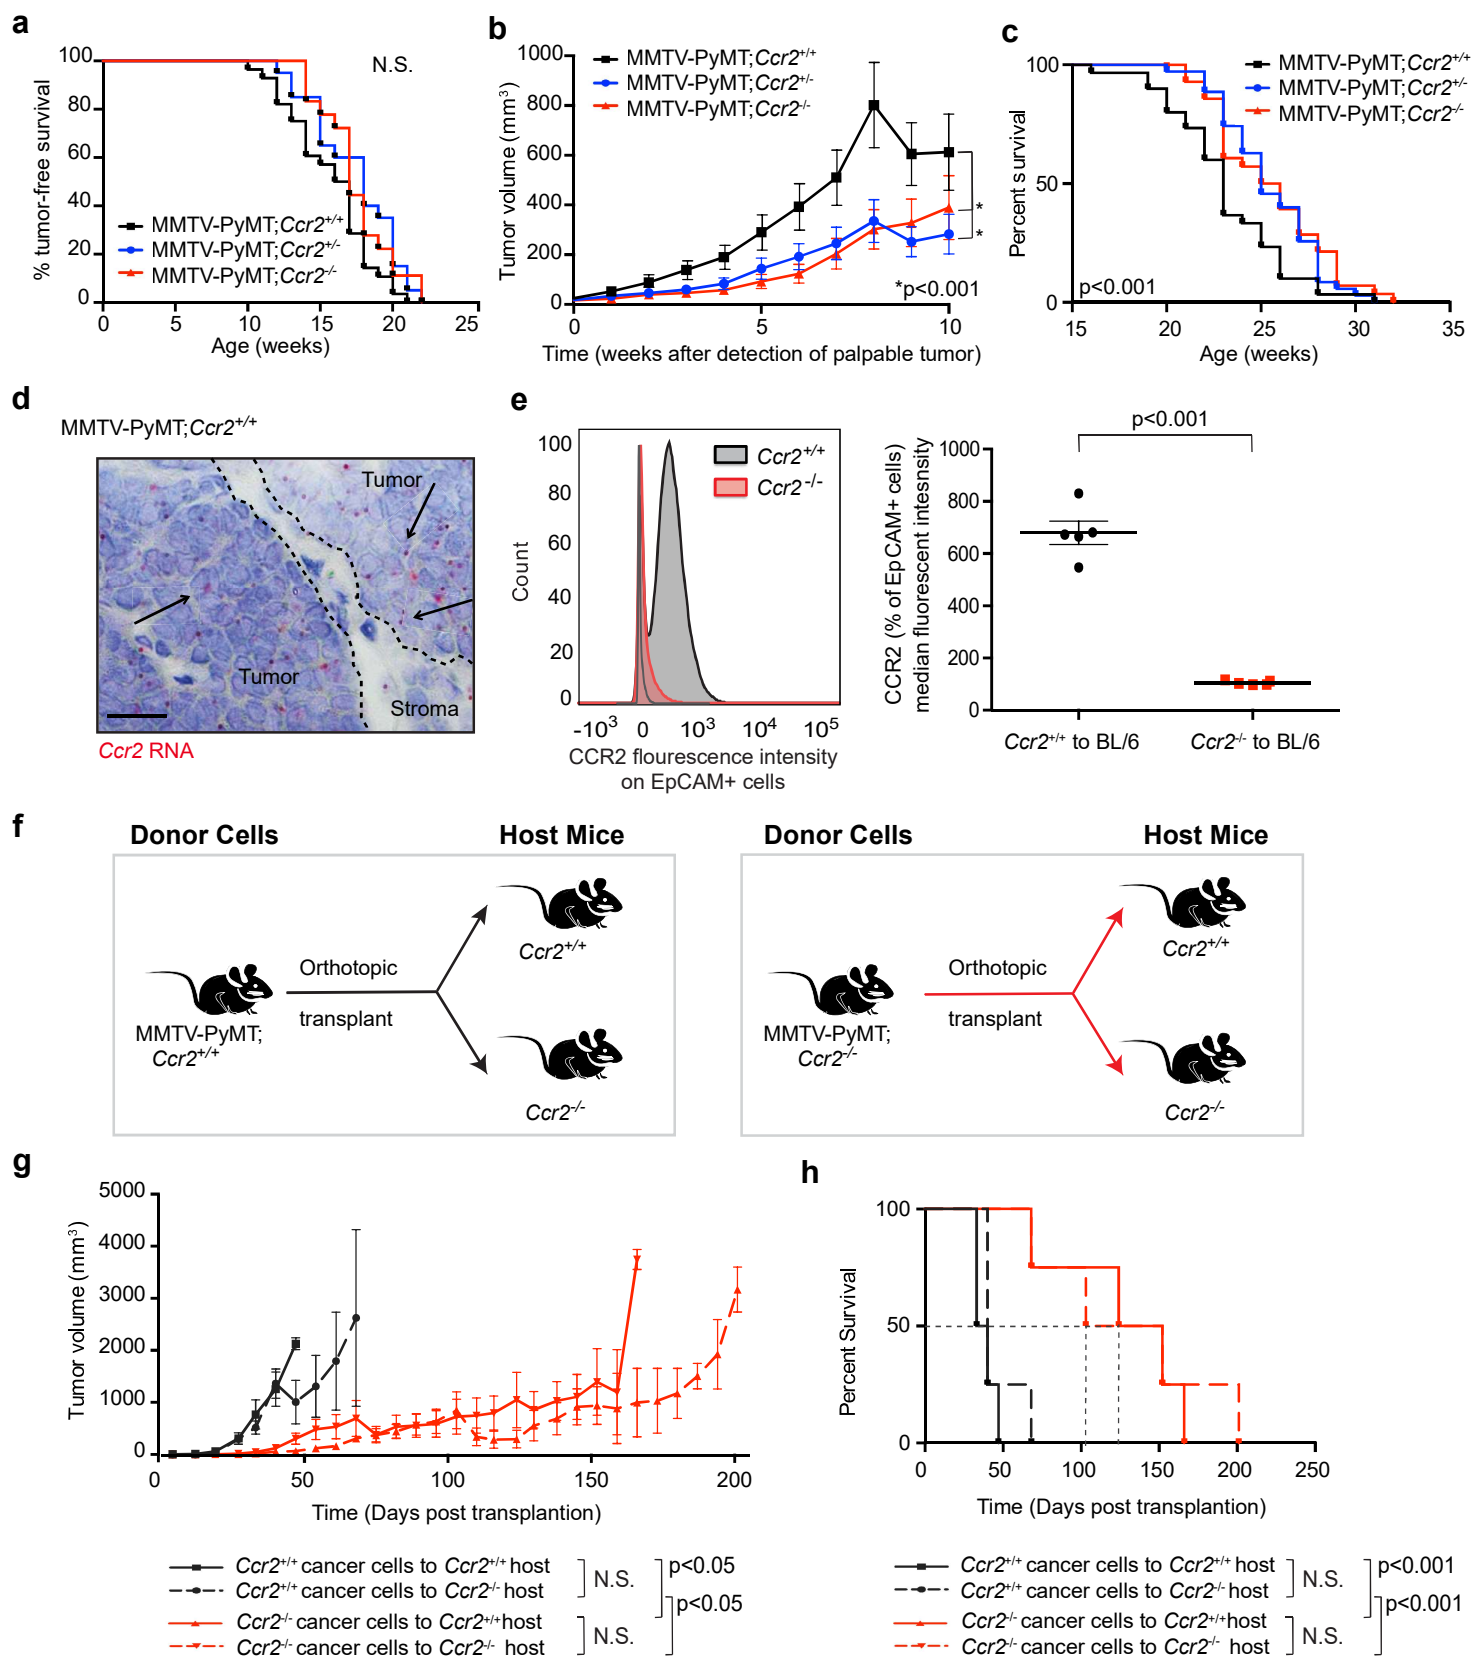 a
100
80
60
40
20
0
% tumor-free survival
N.S.
MMTV-PyMT;Ccr2+/+
MMTV-PyMT;Ccr2+/-
MMTV-PyMT;Ccr2-/-
0 5 10 15 20 25
Age (weeks)
b
1000
800
600
400
200
0
Tumor volume (mm3)
MMTV-PyMT;Ccr2+/+
MMTV-PyMT;Ccr2+/-
MMTV-PyMT;Ccr2-/-
*
*
*p<0.001
0 5 10
Time (weeks after detection of palpable tumor)
c
100
50
0
Percent survival
MMTV-PyMT;Ccr2+/+
MMTV-PyMT;Ccr2+/-
MMTV-PyMT;Ccr2-/-
p<0.001
15 20 25 30 35
Age (weeks)
d
MMTV-PyMT;Ccr2+/+
Tumor
Tumor
Stroma
Ccr2 RNA
e
100
80
60
40
20
0
Count
Ccr2+/+
Ccr2-/-
-103 0 103 104 105
CCR2 flourescence intensity
on EpCAM+ cells
p<0.001
1000
800
600
400
200
0
CCR2 (% of EpCAM+ cells)
median fluorescent intesnsity
Ccr2+/+ to BL/6 Ccr2-/- to BL/6
f
Donor Cells Host Mice
Ccr2+/+
Orthotopic
transplant
MMTV-PyMT;
Ccr2+/+
Ccr2-/-
Donor Cells Host Mice
Ccr2+/+
Orthotopic
transplant
MMTV-PyMT;
Ccr2-/-
Ccr2-/-
g
5000
4000
3000
2000
1000
0
Tumor volume (mm3)
0 50 100 150 200
Time (Days post transplantion)
Ccr2+/+ cancer cells to Ccr2+/+ host
Ccr2+/+ cancer cells to Ccr2-/- host
Ccr2-/- cancer cells to Ccr2+/+ host
Ccr2-/- cancer cells to Ccr2-/- host
N.S.
N.S.
p<0.05
p<0.05
h
100
50
0
Percent Survival
0 50 100 150 200 250
Time (Days post transplantion)
Ccr2+/+ cancer cells to Ccr2+/+ host
Ccr2+/+ cancer cells to Ccr2-/- host
Ccr2-/- cancer cells to Ccr2+/+ host
Ccr2-/- cancer cells to Ccr2-/- host
N.S.
N.S.
p<0.001
p<0.001